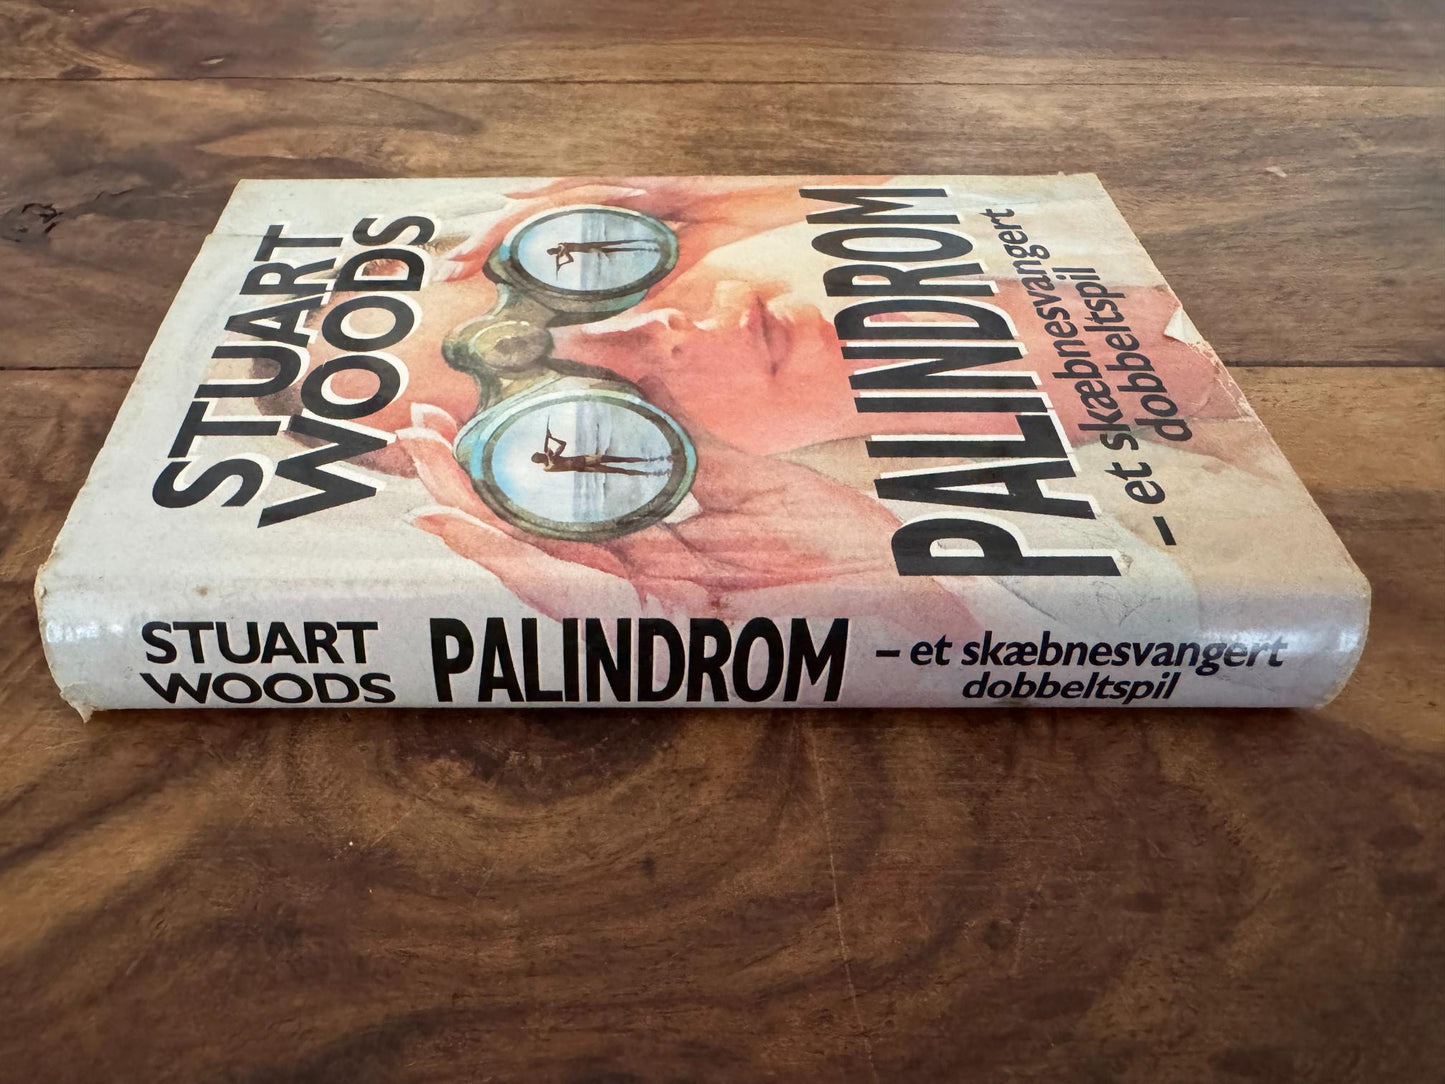 STUART
WOODS
PALINDROM
– et skæbnesvangert
dobbeltspil
STUART
WOODS
PALINDROM
– et skæbnesvangert
dobbeltspil